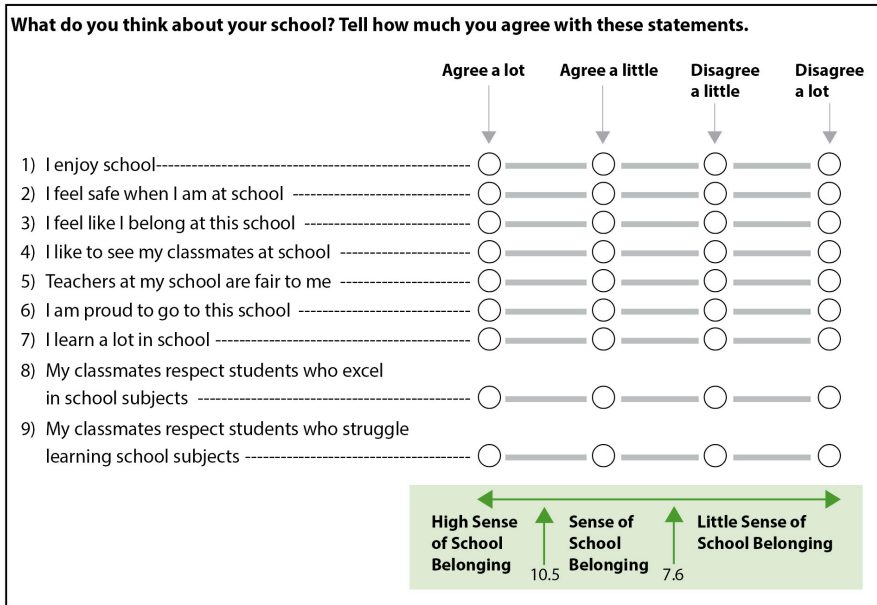 What do you think about your school? Tell how much you agree with these statements.
Agree a lot
Agree a little
Disagree
a little
Disagree
a lot
1) I enjoy school
2) I feel safe when I am at school
3) I feel like I belong at this school
4) I like to see my classmates at school
5) Teachers at my school are fair to me
6) I am proud to go to this school
7) I learn a lot in school
8) My classmates respect students who excel
in school subjects
9) My classmates respect students who struggle
learning school subjects
High Sense
of School
Belonging
10.5
Sense of
School
Belonging
7.6
Little Sense of
School Belonging